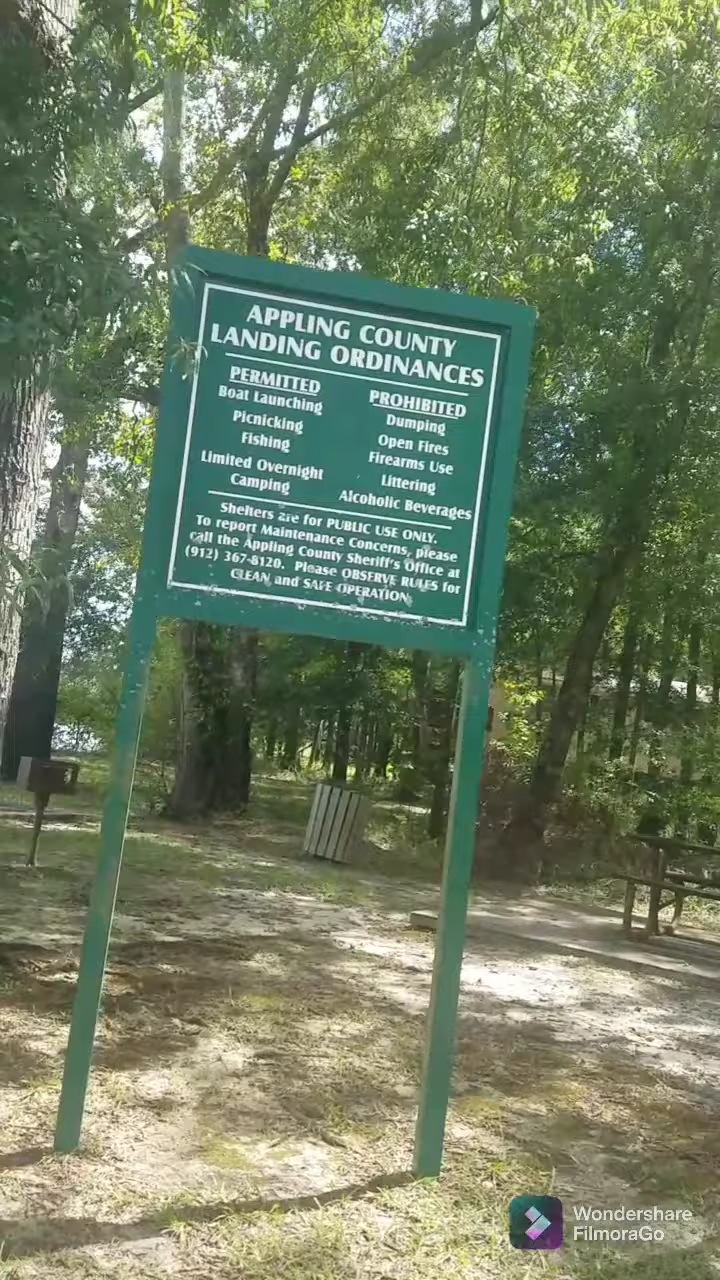 APPLING COUNTY
LANDING ORDINANCES
PERMITTED
Boat Launching
Picnicking
Fishing
Limited Overnight
Camping
PROHIBITED
Dumping
Open Fires
Firearms Use
Littering
Alcoholic Beverages
Shelters are for PUBLIC USE ONLY.
To report Maintenance Concerns, please
call the Appling County Sheriff's Office at
(912) 367-8120. Please OBSERVE RULES for
CLEAN and SAFE OPERATION
Wondershare
FilmoraGo